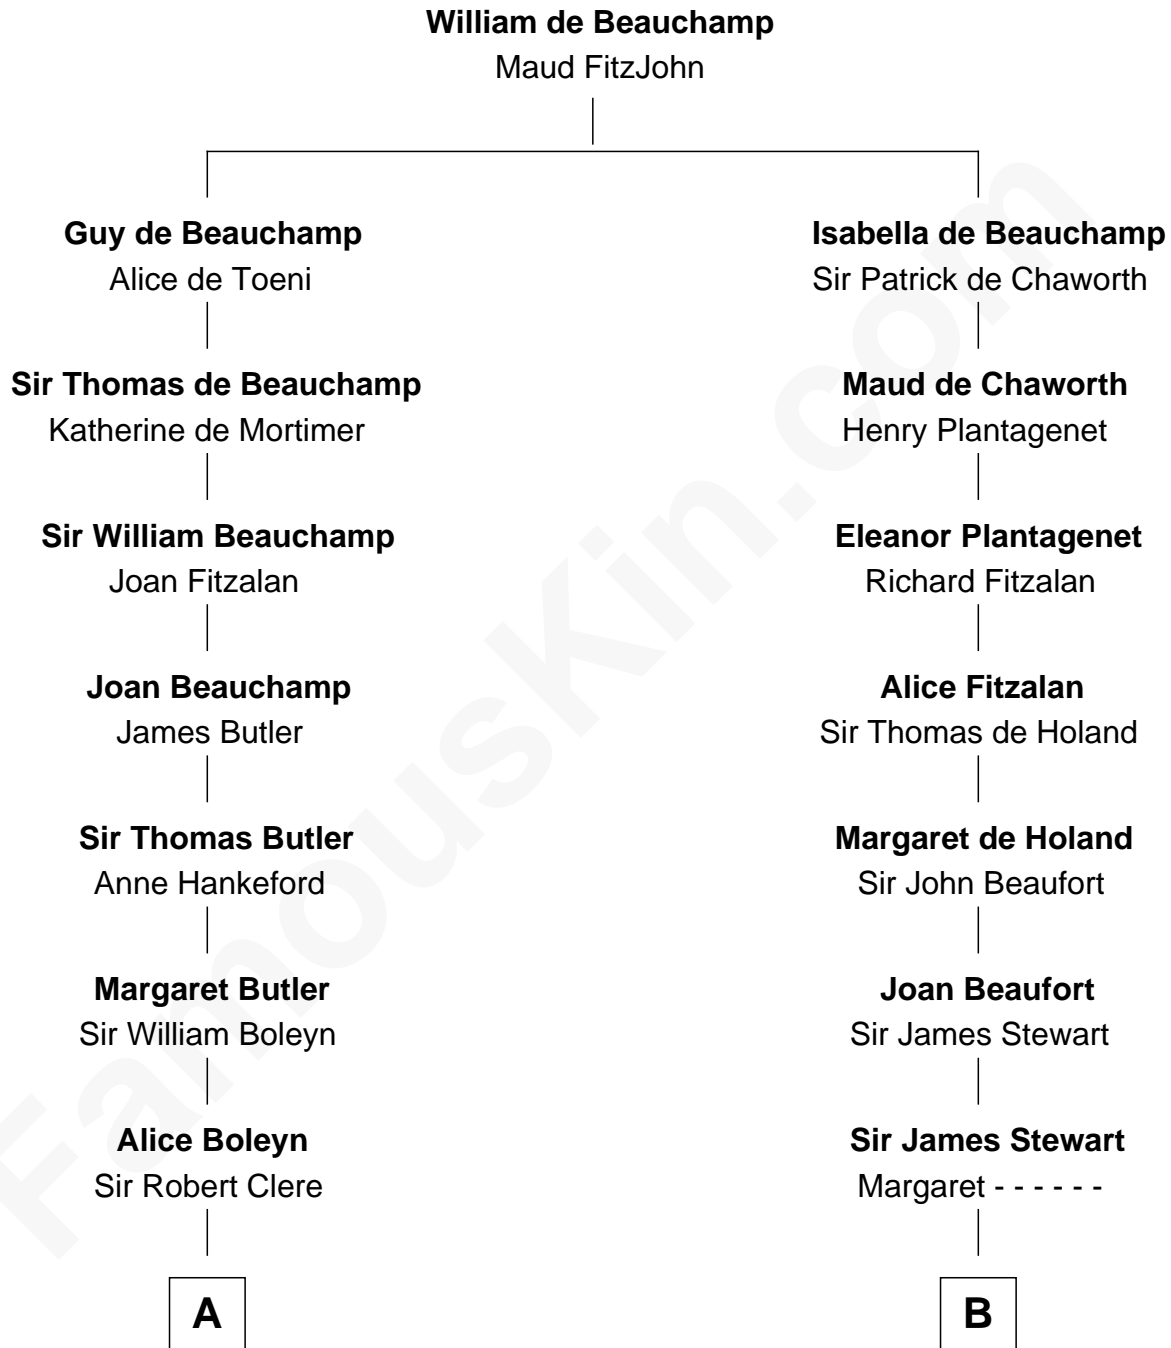 William de Beauchamp
Maud FitzJohn
Guy de Beauchamp
Alice de Toeni
Isabella de Beauchamp
Sir Patrick de Chaworth
Sir Thomas de Beauchamp
Katherine de Mortimer
Maud de Chaworth
Henry Plantagenet
Sir William Beauchamp
Joan Fitzalan
Eleanor Plantagenet
Richard Fitzalan
Joan Beauchamp
James Butler
Alice Fitzalan
Sir Thomas de Holand
Sir Thomas Butler
Anne Hankeford
Margaret de Holand
Sir John Beaufort
Margaret Butler
Sir William Boleyn
Joan Beaufort
Sir James Stewart
Alice Boleyn
Sir Robert Clere
Sir James Stewart
Margaret - - - - - -
A
B
FamousKin.com